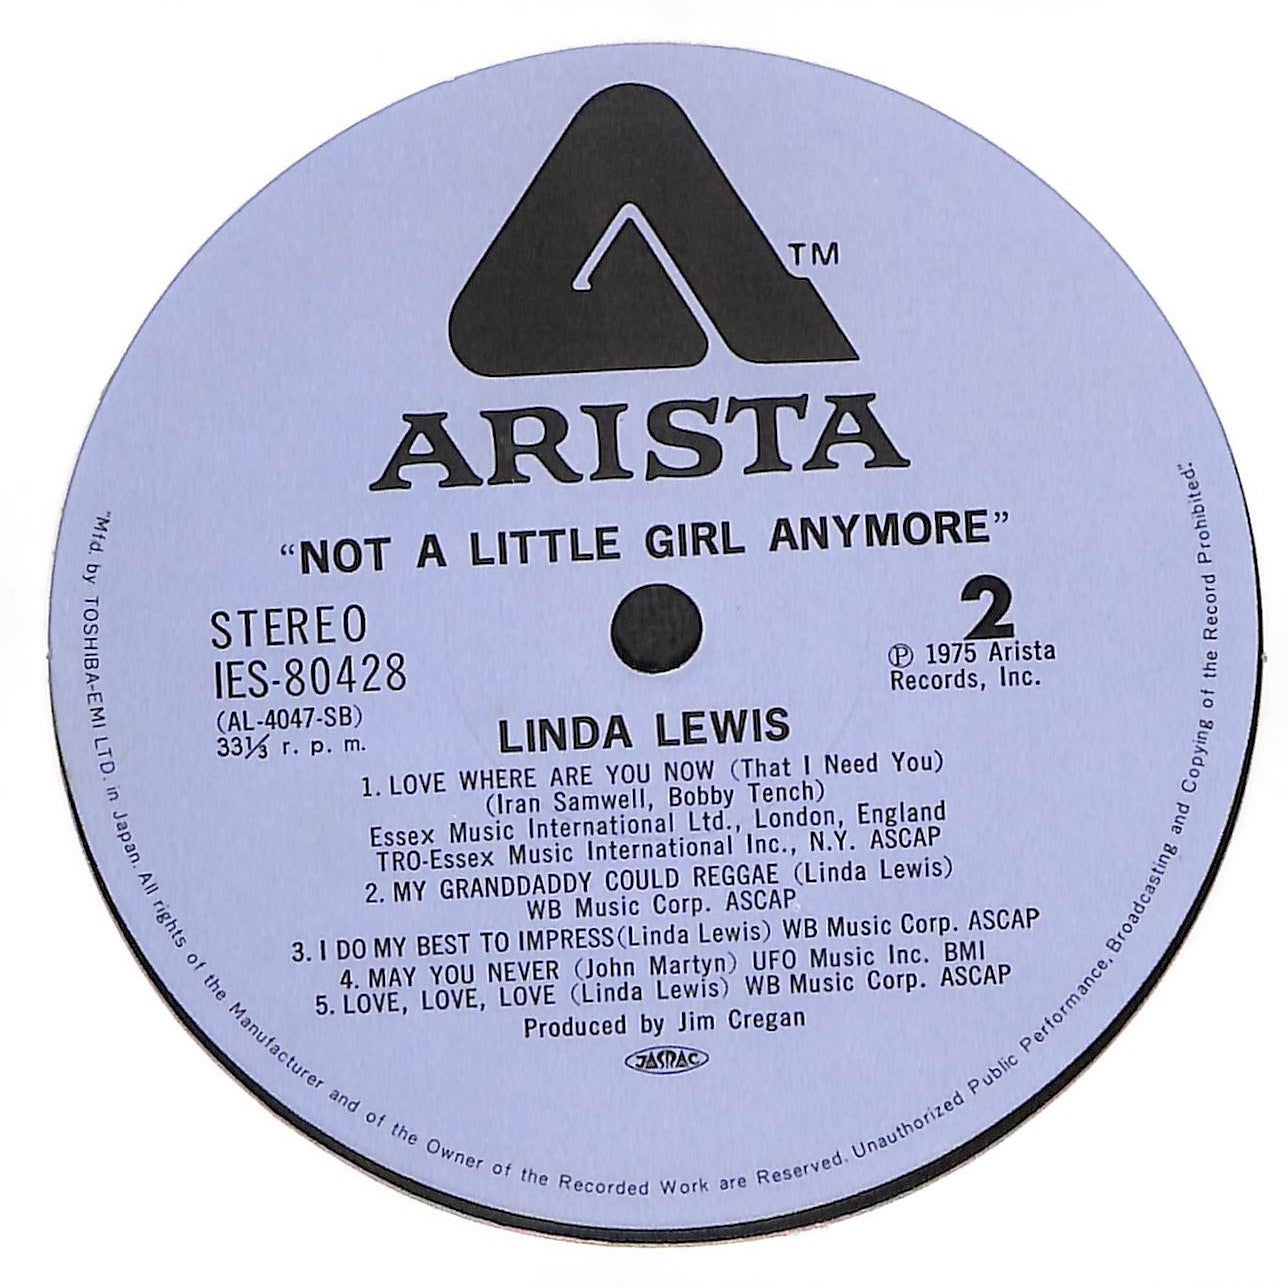 TM
ARISTA
“NOT A LITTLE GIRL ANYMORE”
STEREO
IES-80428
(AL-4047-SB)
33⅓ r. p. m.
2
Ⓟ 1975 Arista
Records, Inc.
LINDA LEWIS
1. LOVE WHERE ARE YOU NOW (That I Need You)
(Iran Samwell, Bobby Tench)
Essex Music International Ltd., London, England
TRO-Essex Music International Inc., N.Y. ASCAP
2. MY GRANDDADDY COULD REGGAE (Linda Lewis)
WB Music Corp. ASCAP
3. I DO MY BEST TO IMPRESS (Linda Lewis) WB Music Corp. ASCAP
4. MAY YOU NEVER (John Martyn) UFO Music Inc. BMI
5. LOVE, LOVE, LOVE (Linda Lewis) WB Music Corp. ASCAP
Produced by Jim Cregan
JASRAC
"Mfd. by TOSHIBA-EMI LTD. in Japan. All rights of the Manufacturer and of the Owner of the Recorded Work are Reserved. Unauthorized Public Performance, Broadcasting and Copying of the Record Prohibited".